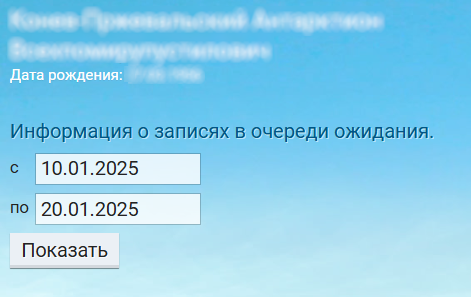 Дата рождения:
Информация о записях в очереди ожидания.
с 10.01.2025
по 20.01.2025
Показать